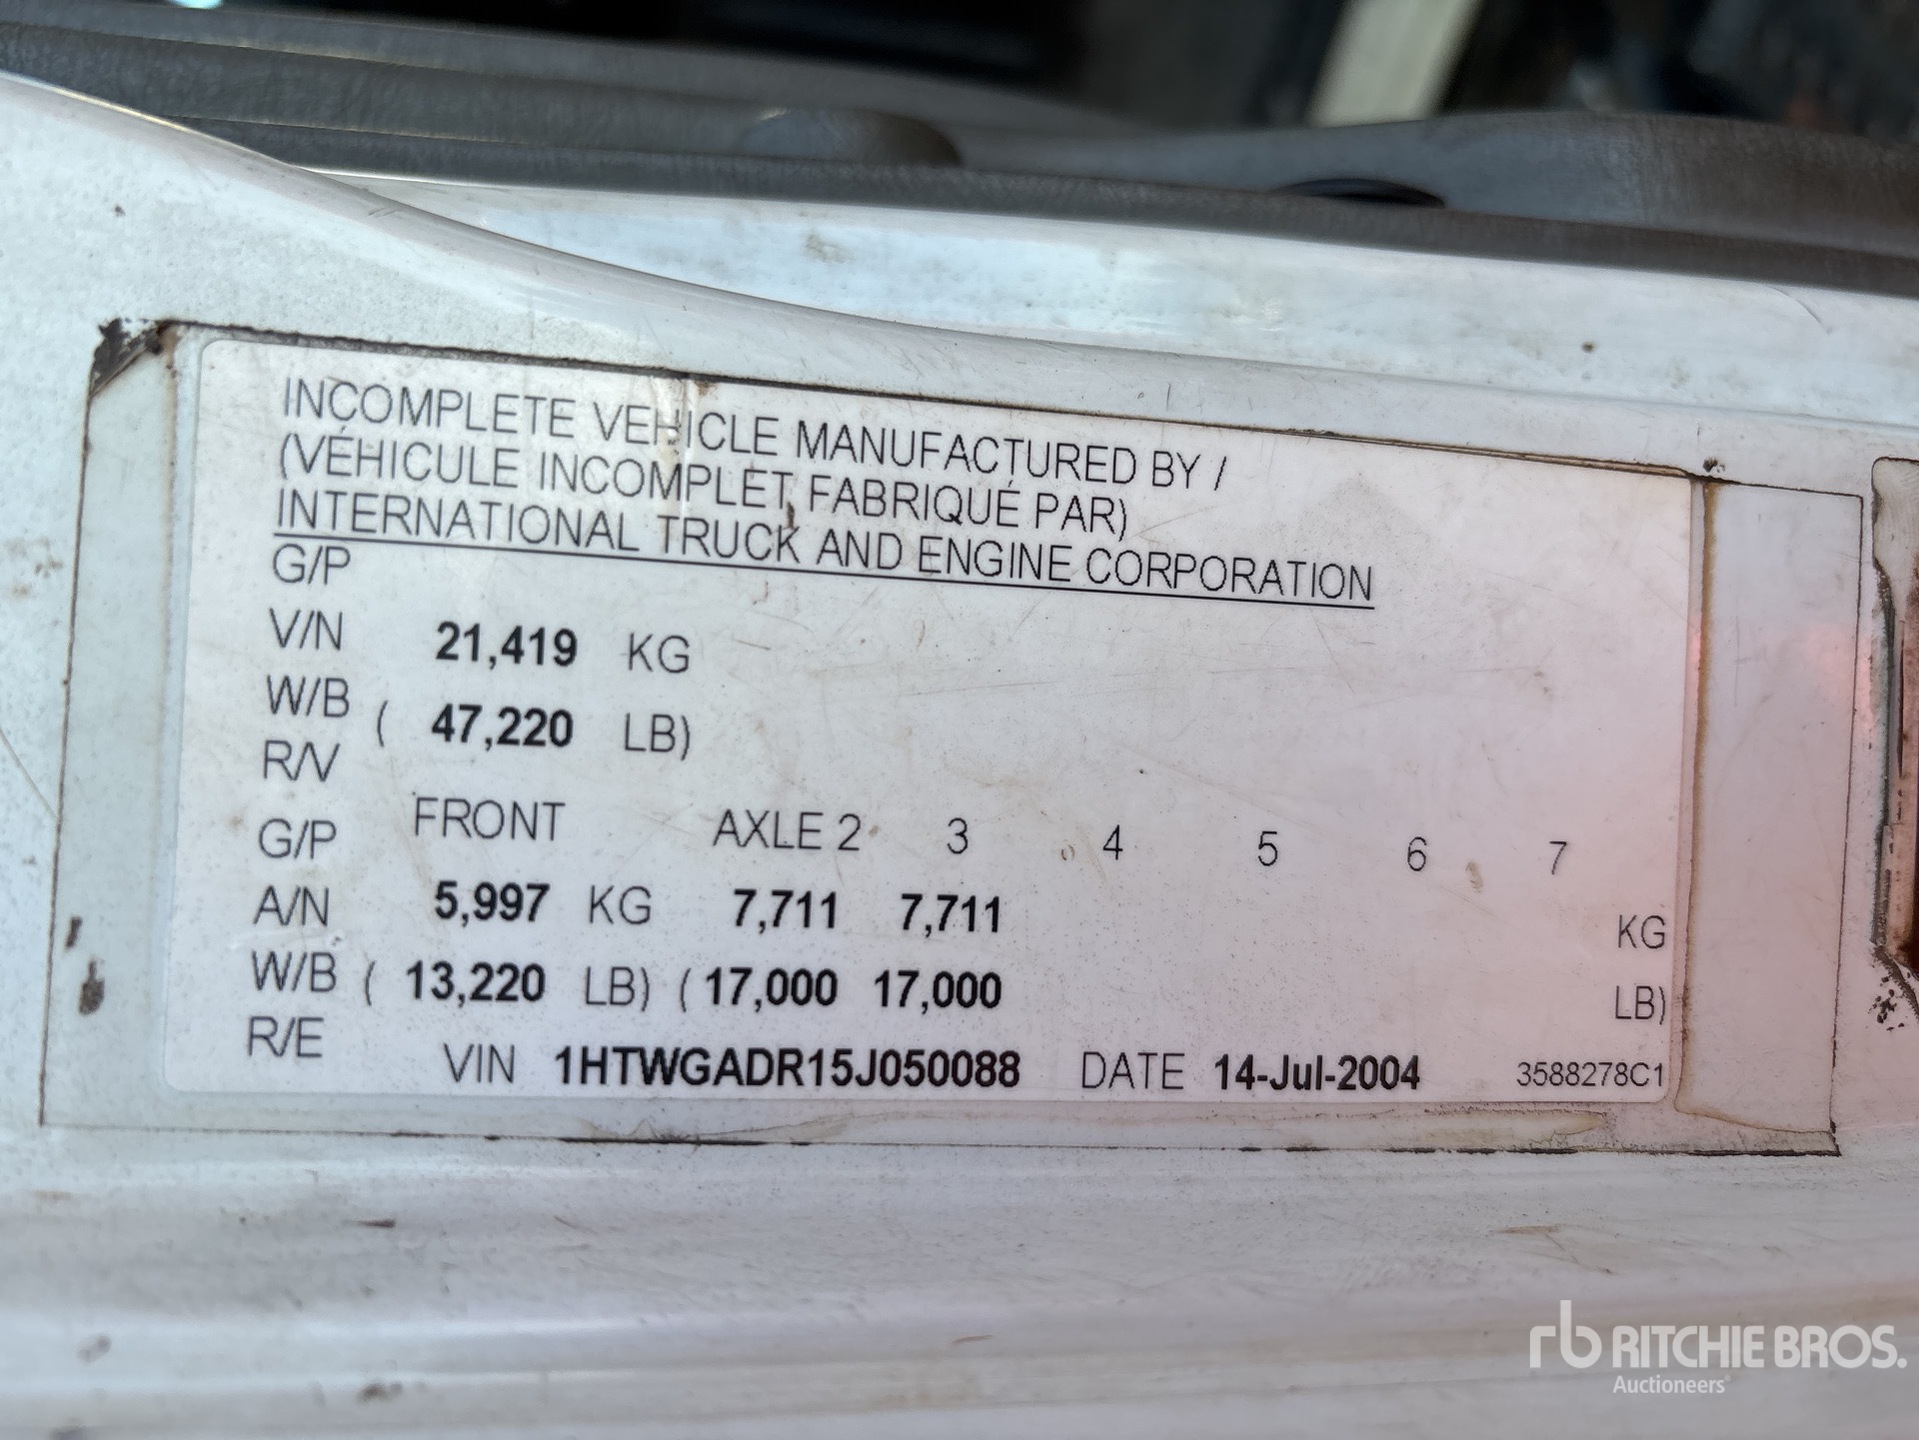 INCOMPLETE VEHICLE MANUFACTURED BY /
(VÉHICULE INCOMPLET FABRIQUÉ PAR)
INTERNATIONAL TRUCK AND ENGINE CORPORATION
G/P
V/N 21,419 KG
W/B ( 47,220 LB)
R/V
G/P FRONT AXLE 2 3 4 5 6 7
A/N 5,997 KG 7,711 7,711 KG
W/B ( 13,220 LB) ( 17,000 17,000 LB)
R/E VIN 1HTWGADR15J050088 DATE 14-Jul-2004 3588278C1
rb RITCHIE BROS.
Auctioneers